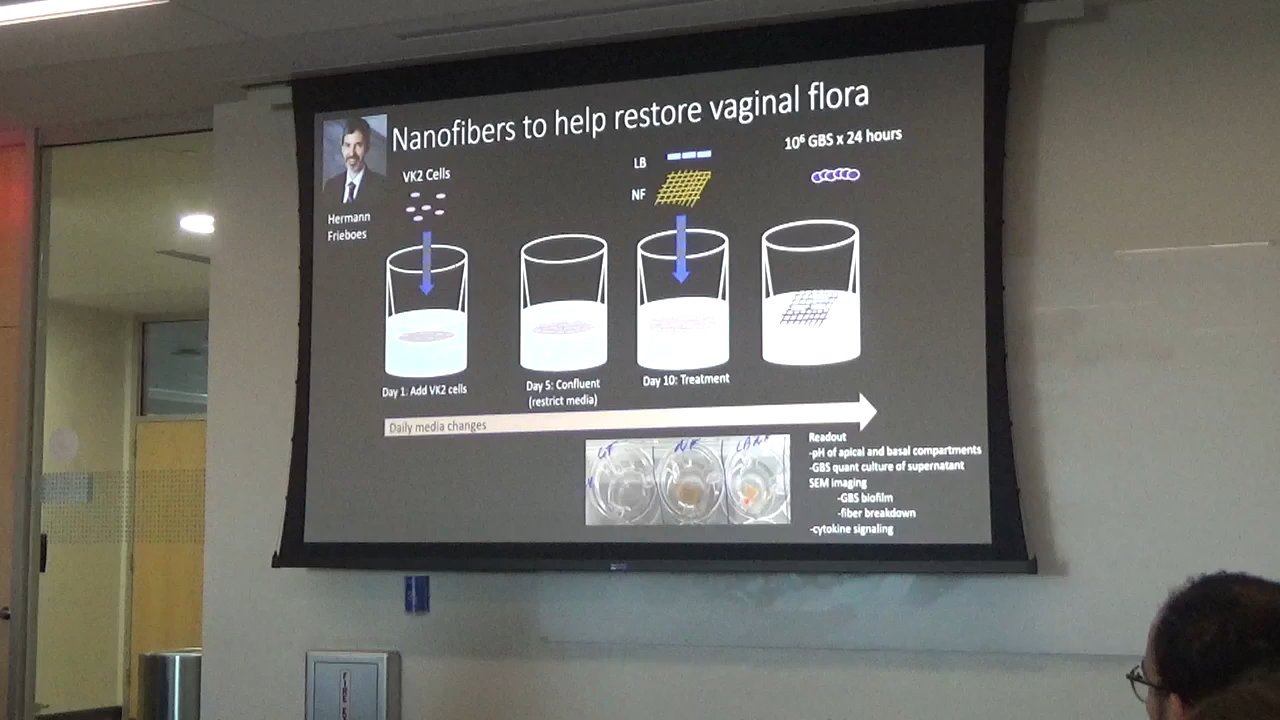 Nanofibers to help restore vaginal flora
Hermann
Frieboes
VK2 Cells
LB
NF
10⁶ GBS x 24 hours
Day 1: Add VK2 cells
Day 5: Confluent
(restrict media)
Day 10: Treatment
Daily media changes
NF
Readout
-pH of apical and basal compartments
-GBS quant culture of supernatant
SEM imaging
-GBS biofilm
-fiber breakdown
-cytokine signaling
FIRE